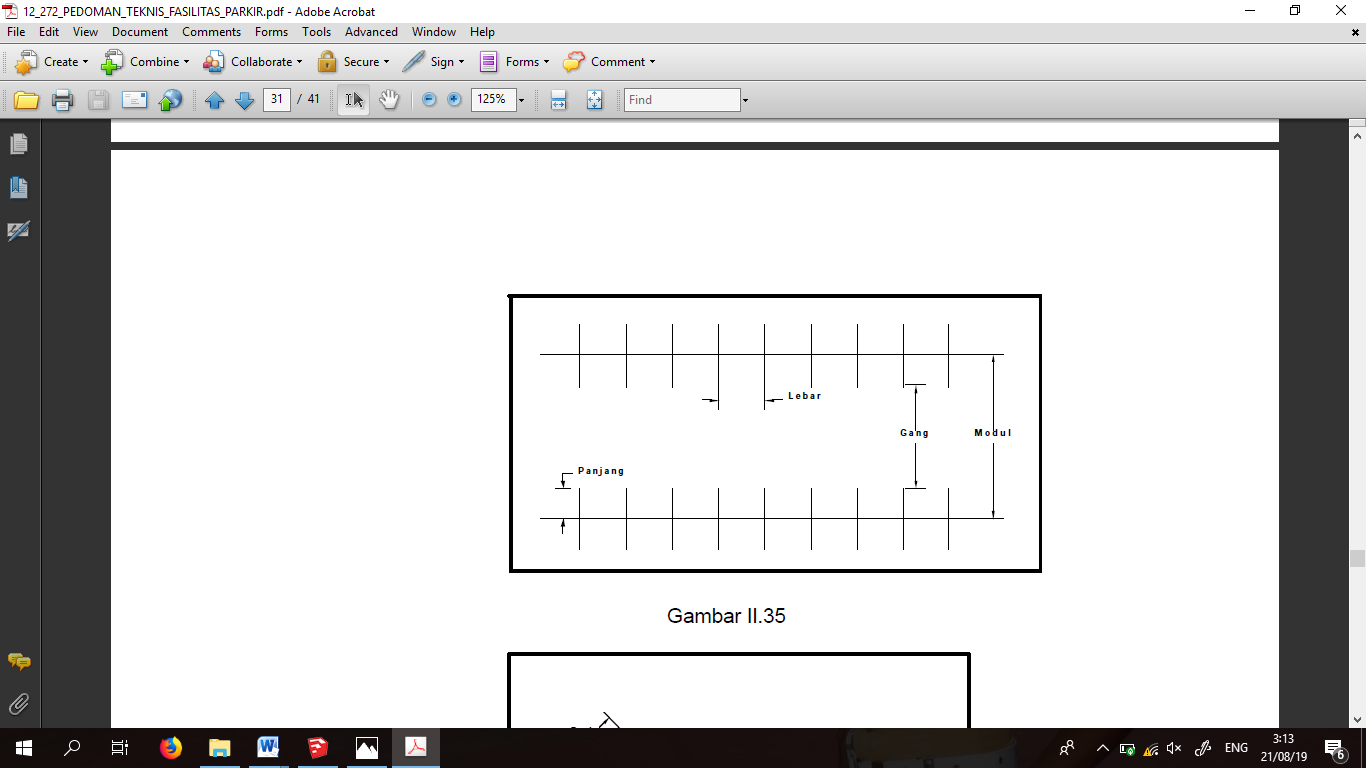 12_272_PEDOMAN_TEKNIS_FASILITAS_PARKIR.pdf - Adobe Acrobat
File Edit View Document Comments Forms Tools Advanced Window Help
Create Combine Collaborate Secure Sign Forms Comment
31 / 41 125% Find
Lebar
Gang Modul
Panjang
Gambar II.35
ENG 3:13
21/08/19 6